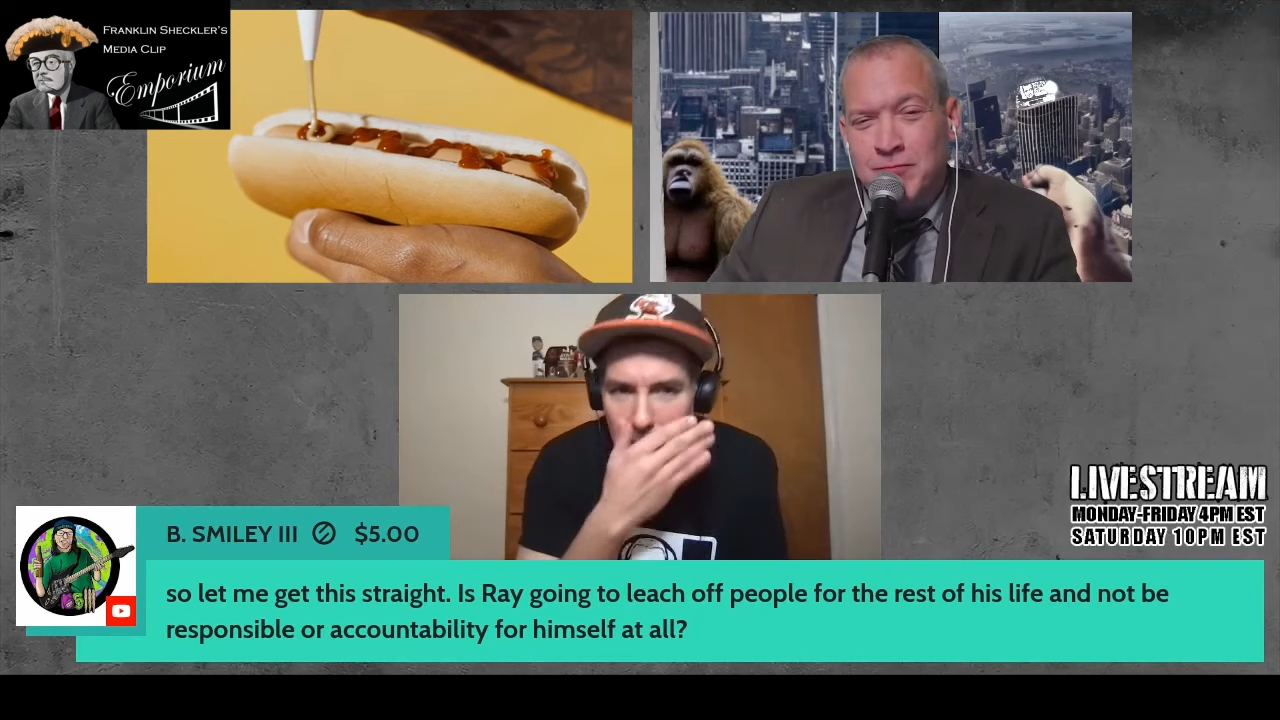 FRANKLIN SHECKLER'S
MEDIA CLIP
Emporium
LIVESTREAM
MONDAY-FRIDAY 4PM EST
SATURDAY 10PM EST
B. SMILEY III $5.00
so let me get this straight. Is Ray going to leach off people for the rest of his life and not be
responsible or accountability for himself at all?